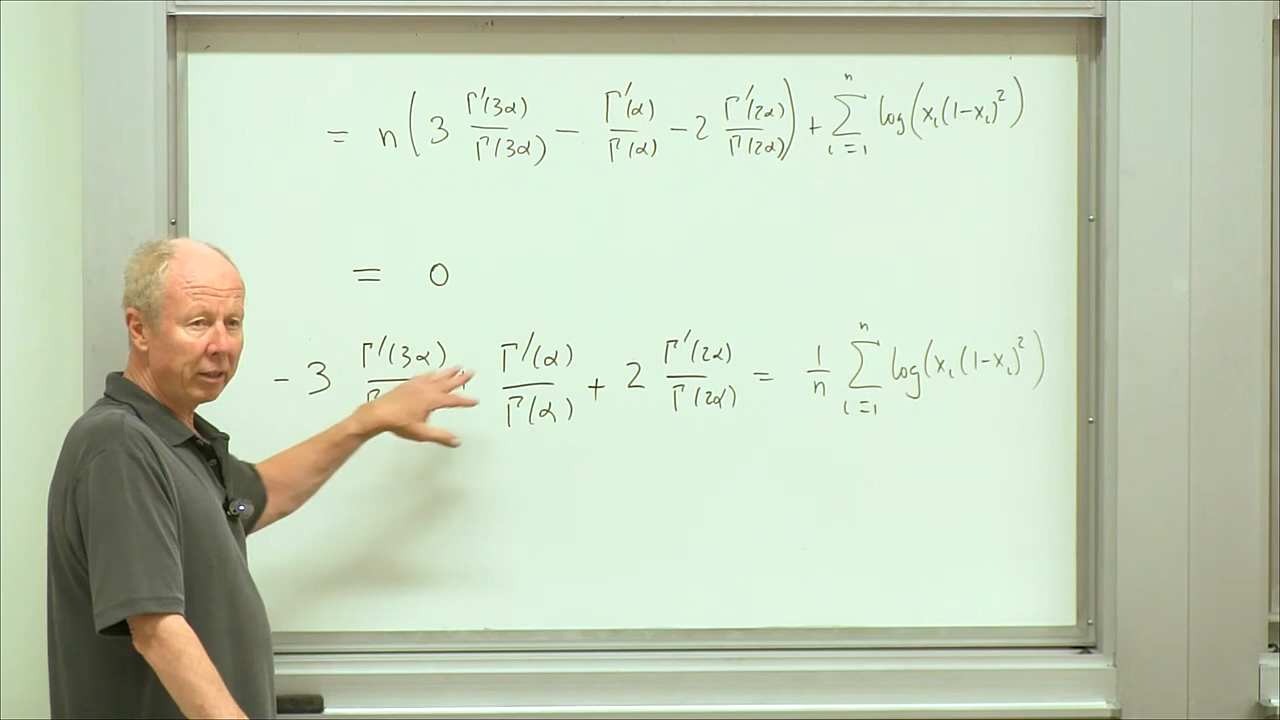 = n(3 Γ'(3α)/Γ(3α) − Γ'(α)/Γ(α) − 2 Γ'(2α)/Γ(2α)) + Σ_{i=1}^{n} log(x_i(1−x_i)^2)
= 0
− 3 Γ'(3α)/Γ + Γ'(α)/Γ(α) + 2 Γ'(2α)/Γ(2α) = 1/n Σ_{i=1}^{n} log(x_i(1−x_i)^2)